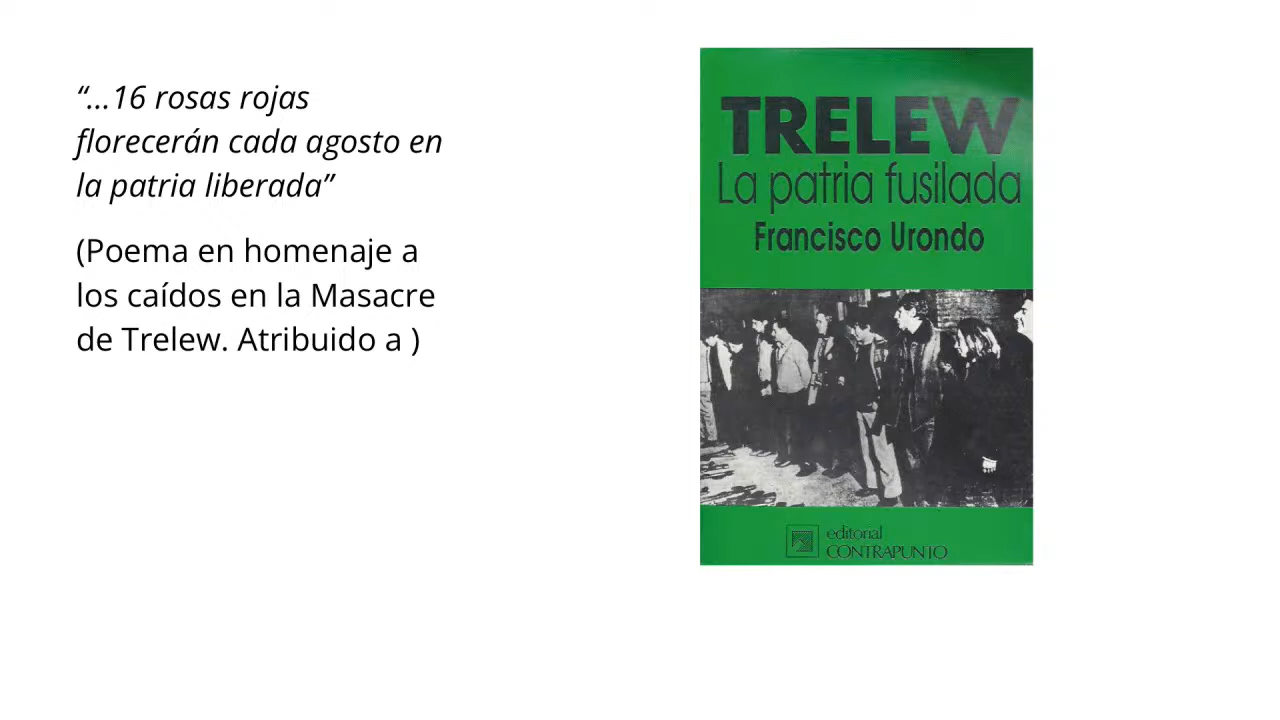 “...16 rosas rojas
florecerán cada agosto en
la patria liberada”
(Poema en homenaje a
los caídos en la Masacre
de Trelew. Atribuido a )
TRELEW
La patria fusilada
Francisco Urondo
editorial
CONTRAPUNTO